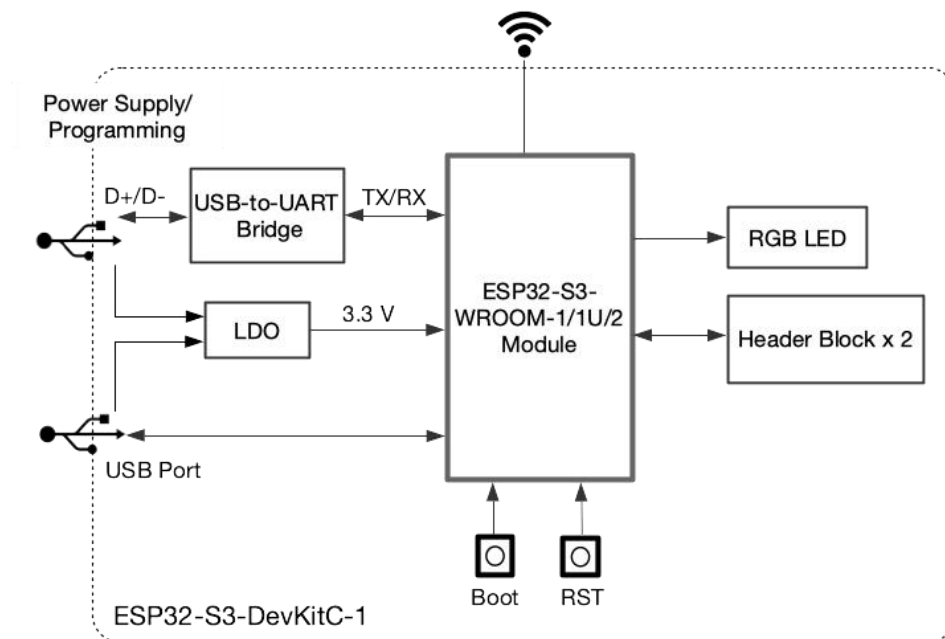 Power Supply/
Programming
D+/D-
USB-to-UART
Bridge
TX/RX
RGB LED
ESP32-S3-
WROOM-1/1U/2
Module
LDO
3.3 V
Header Block x 2
USB Port
Boot
RST
ESP32-S3-DevKitC-1